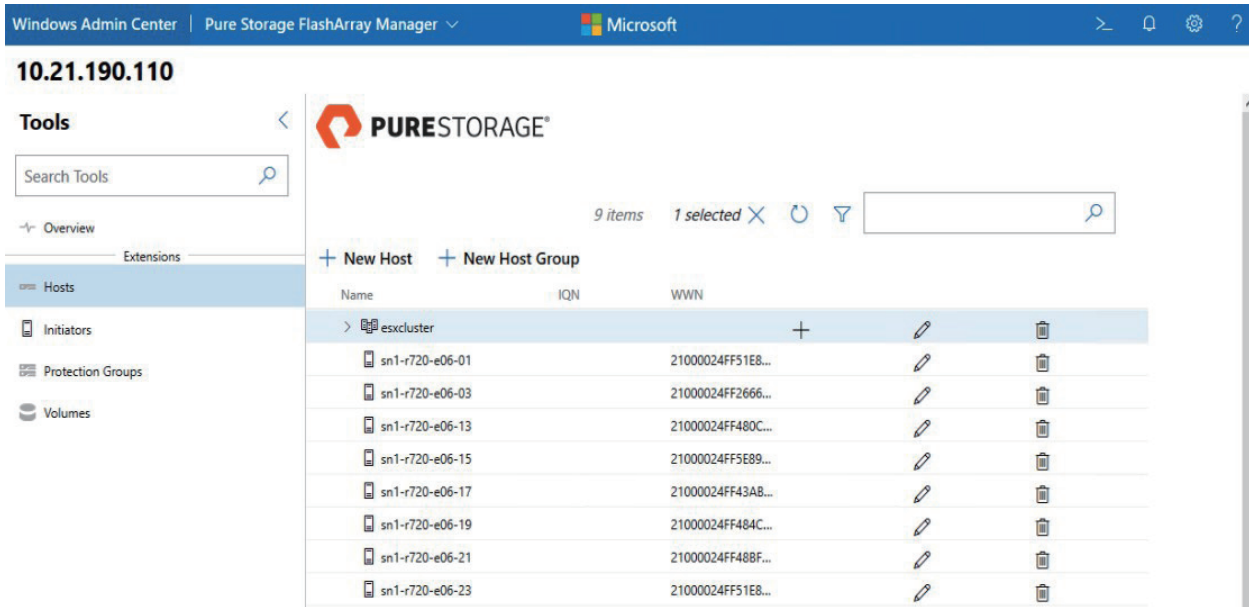 Windows Admin Center | Pure Storage FlashArray Manager Microsoft
10.21.190.110
Tools
PURESTORAGE®
Search Tools
9 items 1 selected
Overview
Extensions
New Host New Host Group
Hosts
Name IQN WWN
esxcluster
Initiators
sn1-r720-e06-01 21000024FF51E8...
Protection Groups
sn1-r720-e06-03 21000024FF2666...
Volumes
sn1-r720-e06-13 21000024FF480C...
sn1-r720-e06-15 21000024FF5E89...
sn1-r720-e06-17 21000024FF43AB...
sn1-r720-e06-19 21000024FF484C...
sn1-r720-e06-21 21000024FF48BF...
sn1-r720-e06-23 21000024FF51E8...